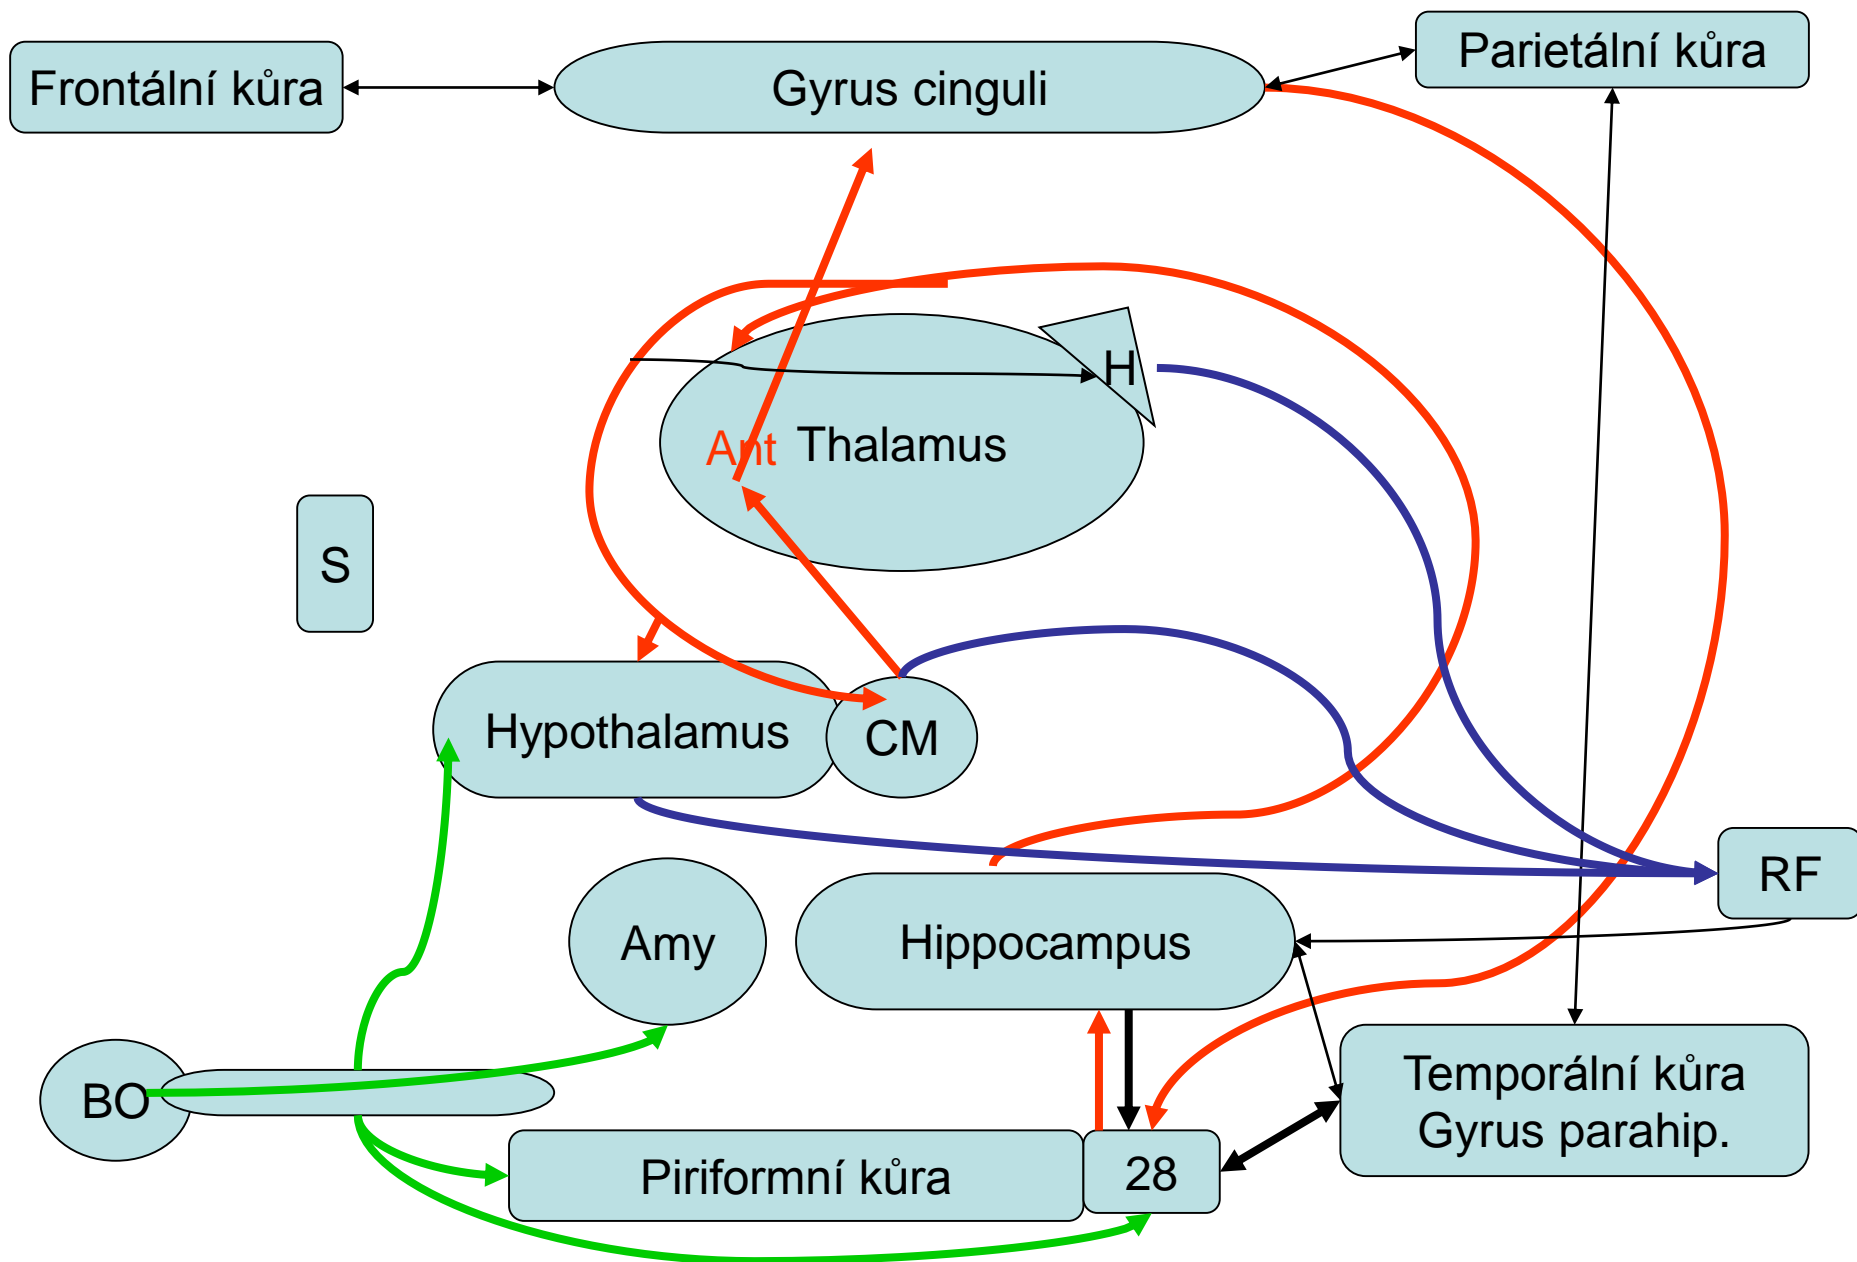 Frontální kůra
Gyrus cinguli
Parietální kůra
H
Ant
Thalamus
S
Hypothalamus
CM
RF
Amy
Hippocampus
BO
Temporální kůra
Gyrus parahip.
Piriformní kůra
28